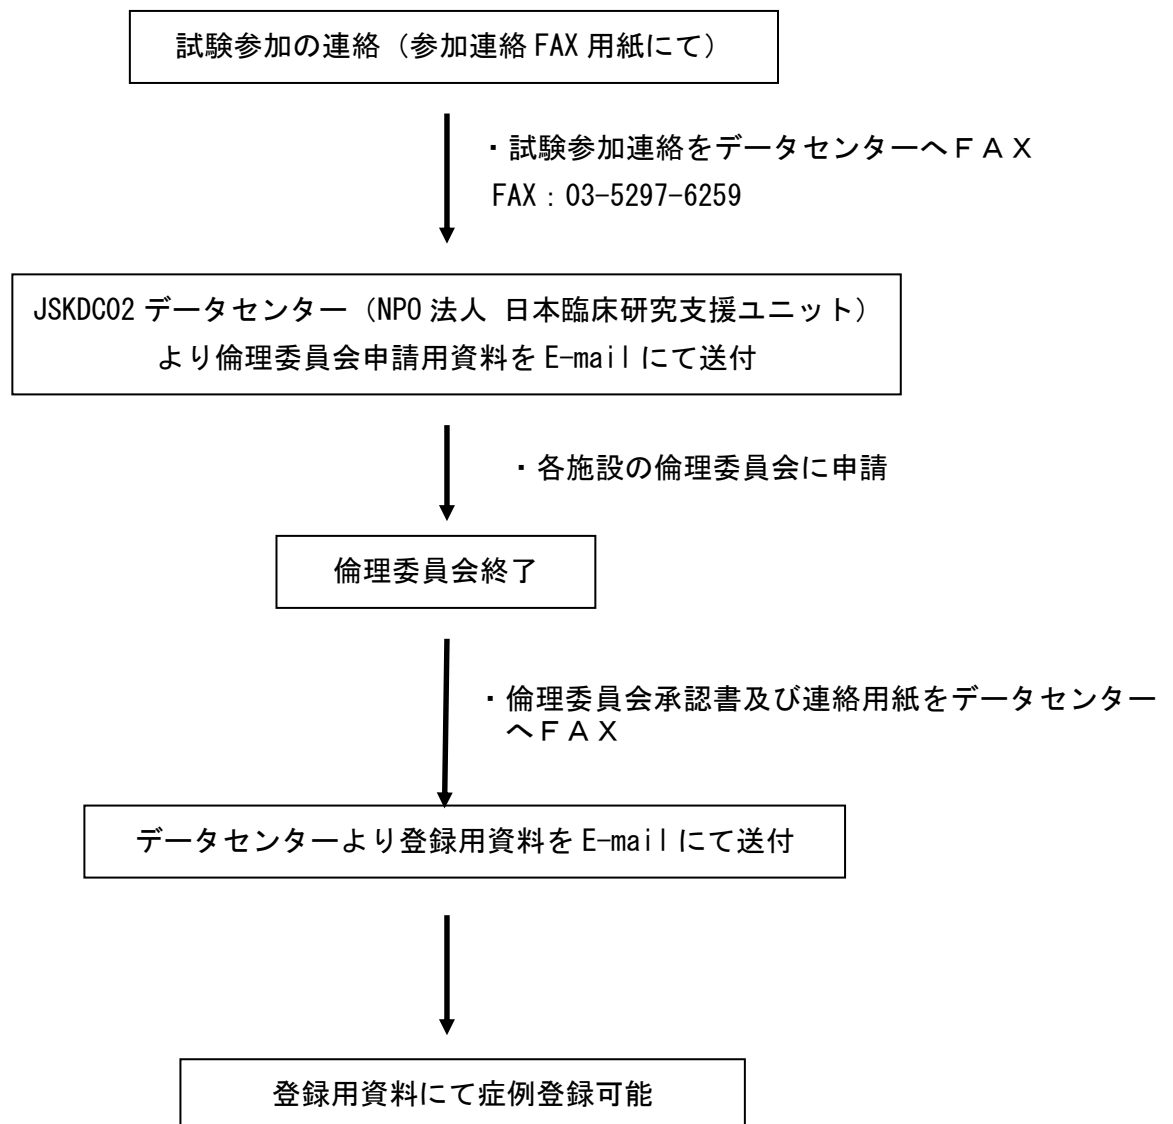 試験参加の連絡（参加連絡 FAX 用紙にて）
・試験参加連絡をデータセンターへＦＡＸ
FAX：03-5297-6259
JSKDC02 データセンター（NPO 法人 日本臨床研究支援ユニット）
より倫理委員会申請用資料を E-mail にて送付
・各施設の倫理委員会に申請
倫理委員会終了
・倫理委員会承認書及び連絡用紙をデータセンター
へＦＡＸ
データセンターより登録用資料を E-mail にて送付
登録用資料にて症例登録可能